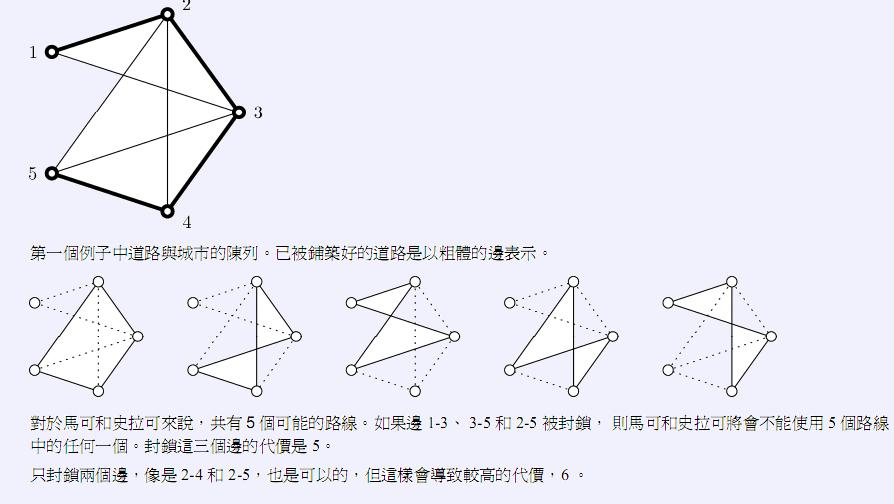 2
1
3
5
4
第一個例子中道路與城市的陳列。已被鋪築好的道路是以粗體的邊表示。
對於馬可和史拉可來說，共有 5 個可能的路線。如果邊 1-3、 3-5 和 2-5 被封鎖， 則馬可和史拉可將會不能使用 5 個路線
中的任何一個。封鎖這三個邊的代價是 5。
只封鎖兩個邊，像是 2-4 和 2-5，也是可以的，但這樣會導致較高的代價，6 。